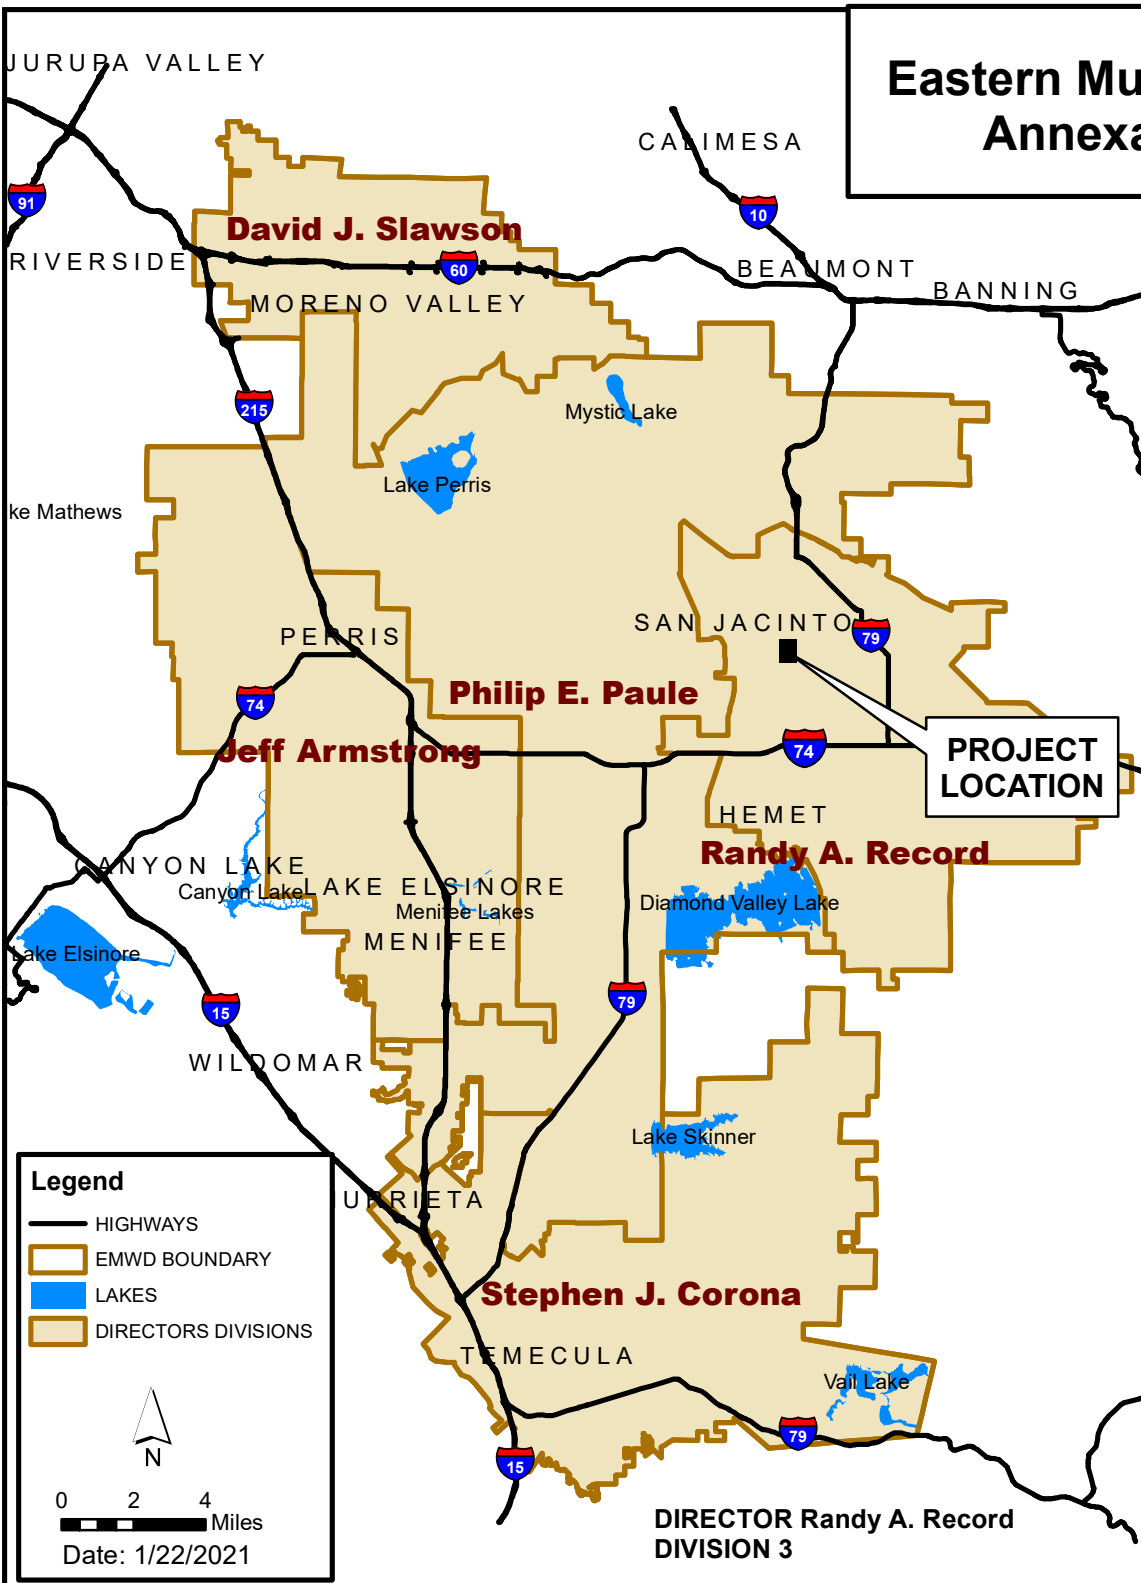 Eastern Mu
Annexa
JURUPA VALLEY
CALIMESA
91
10
David J. Slawson
RIVERSIDE
60
BEAUMONT
BANNING
MORENO VALLEY
215
Mystic Lake
Lake Perris
ke Mathews
SAN JACINTO
79
PERRIS
74
Philip E. Paule
Jeff Armstrong
74
PROJECT
LOCATION
HEMET
Randy A. Record
CANYON LAKE
Canyon Lake
LAKE ELSINORE
Menifee Lakes
Diamond Valley Lake
MENIFEE
Lake Elsinore
15
79
WILDOMAR
Lake Skinner
URRIETA
Stephen J. Corona
TEMECULA
Vail Lake
79
15
Legend
HIGHWAYS
EMWD BOUNDARY
LAKES
DIRECTORS DIVISIONS
N
0 2 4
Miles
Date: 1/22/2021
DIRECTOR Randy A. Record
DIVISION 3